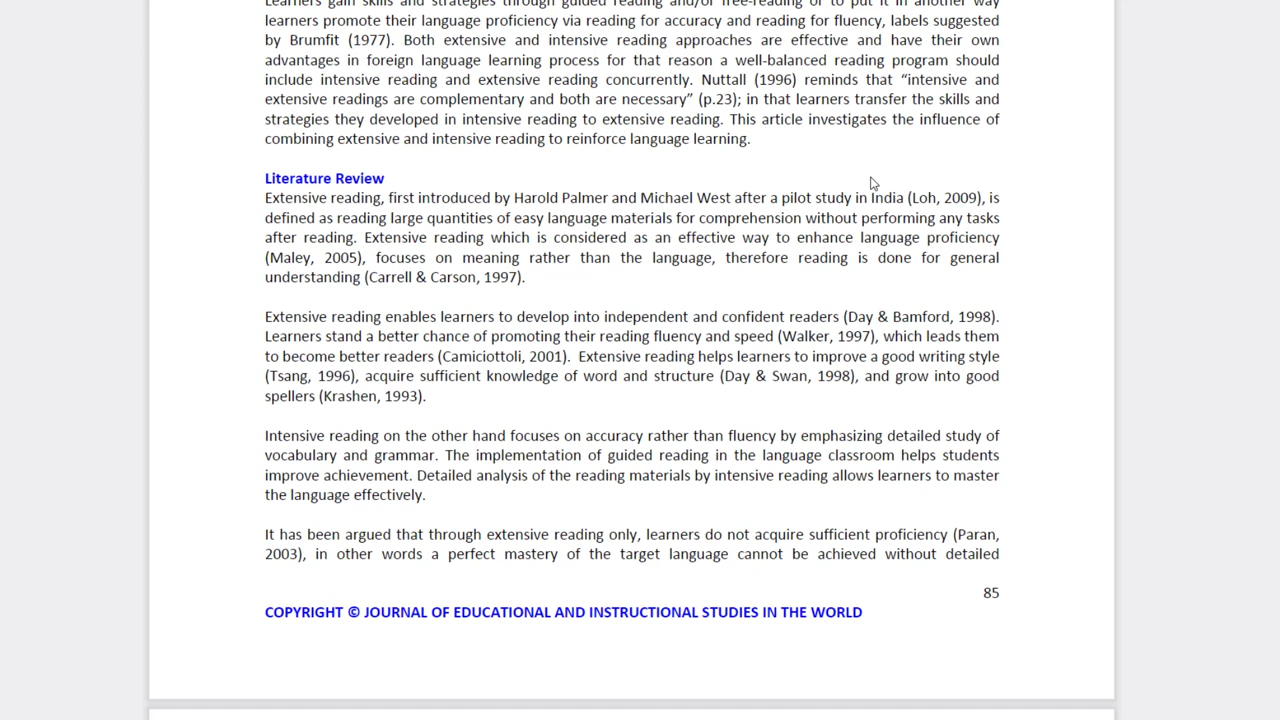 Learners gain skills and strategies through guided reading and/or free-reading or to put it in another way
learners promote their language proficiency via reading for accuracy and reading for fluency, labels suggested
by Brumfit (1977). Both extensive and intensive reading approaches are effective and have their own
advantages in foreign language learning process for that reason a well-balanced reading program should
include intensive reading and extensive reading concurrently. Nuttall (1996) reminds that “intensive and
extensive readings are complementary and both are necessary” (p.23); in that learners transfer the skills and
strategies they developed in intensive reading to extensive reading. This article investigates the influence of
combining extensive and intensive reading to reinforce language learning.
Literature Review
Extensive reading, first introduced by Harold Palmer and Michael West after a pilot study in India (Loh, 2009), is
defined as reading large quantities of easy language materials for comprehension without performing any tasks
after reading. Extensive reading which is considered as an effective way to enhance language proficiency
(Maley, 2005), focuses on meaning rather than the language, therefore reading is done for general
understanding (Carrell & Carson, 1997).
Extensive reading enables learners to develop into independent and confident readers (Day & Bamford, 1998).
Learners stand a better chance of promoting their reading fluency and speed (Walker, 1997), which leads them
to become better readers (Camiciottoli, 2001).  Extensive reading helps learners to improve a good writing style
(Tsang, 1996), acquire sufficient knowledge of word and structure (Day & Swan, 1998), and grow into good
spellers (Krashen, 1993).
Intensive reading on the other hand focuses on accuracy rather than fluency by emphasizing detailed study of
vocabulary and grammar. The implementation of guided reading in the language classroom helps students
improve achievement. Detailed analysis of the reading materials by intensive reading allows learners to master
the language effectively.
It has been argued that through extensive reading only, learners do not acquire sufficient proficiency (Paran,
2003), in other words a perfect mastery of the target language cannot be achieved without detailed
85
COPYRIGHT © JOURNAL OF EDUCATIONAL AND INSTRUCTIONAL STUDIES IN THE WORLD